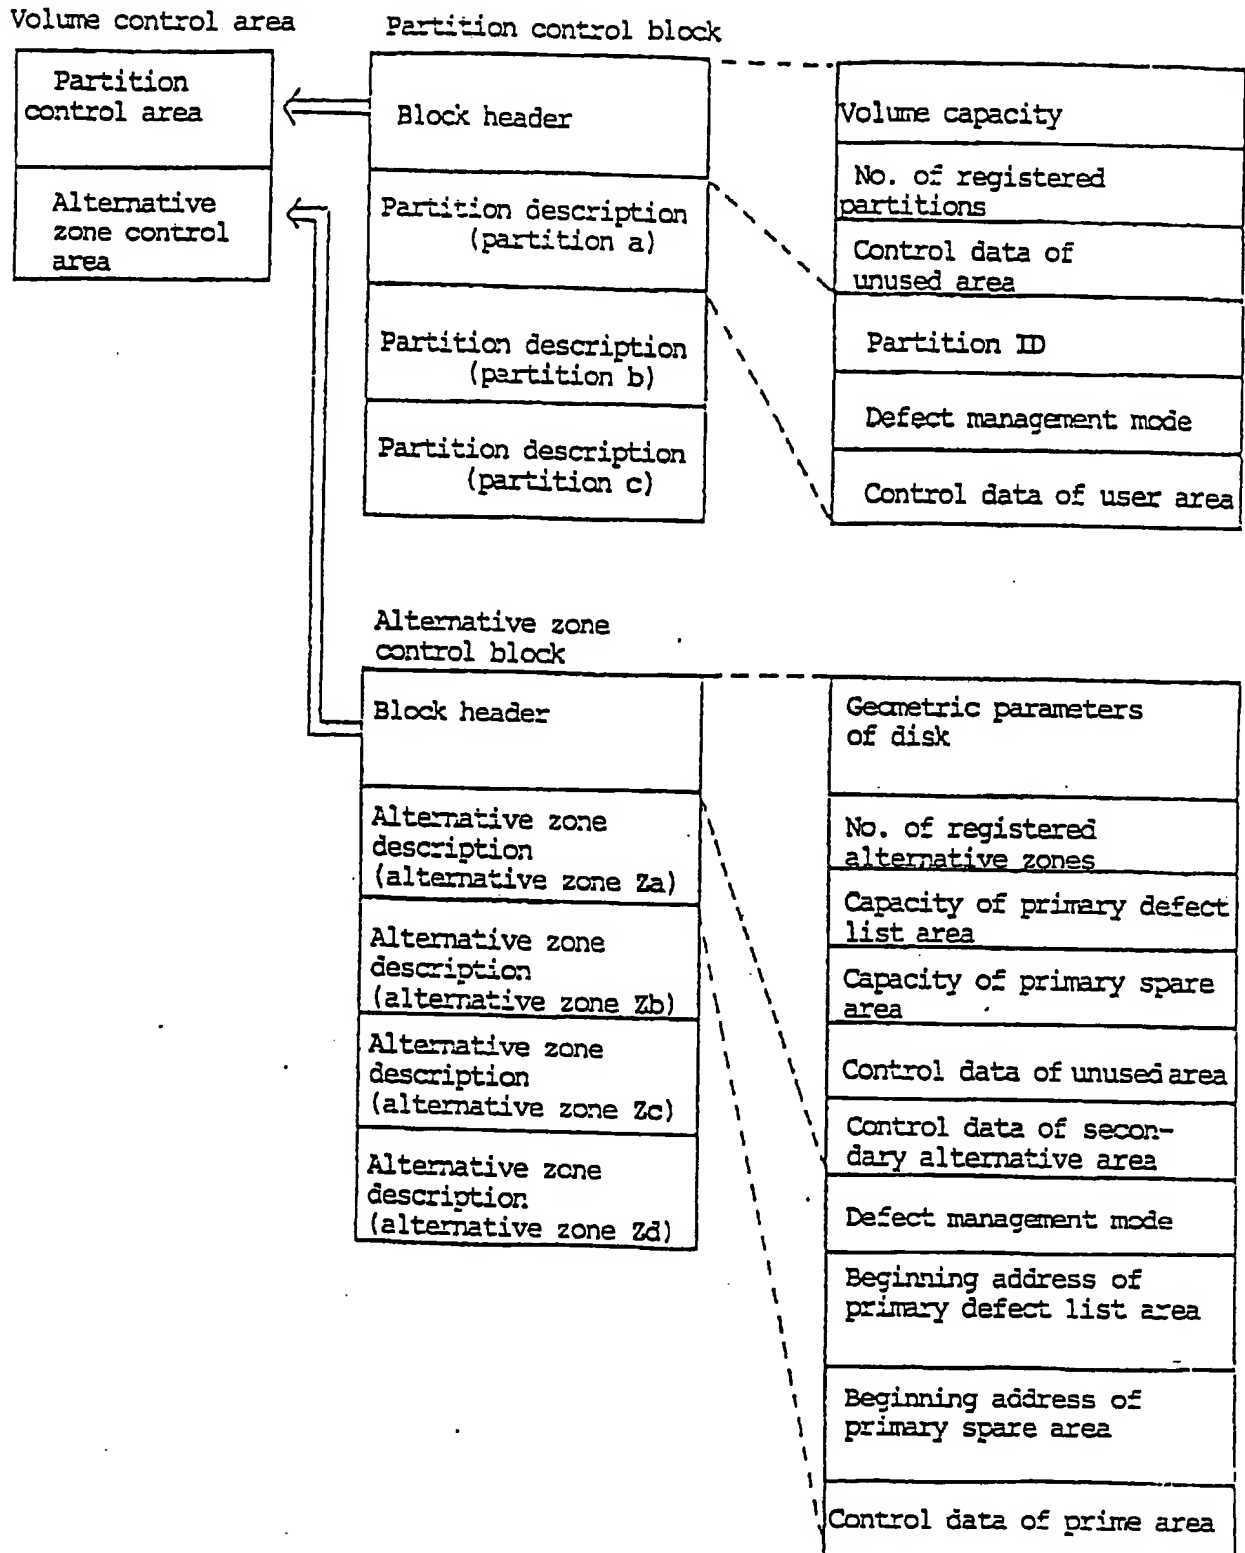 Volume control area
Partition
control area
Alternative
zone control
area
Partition control block
Block header
Partition description
(partition a)
Partition description
(partition b)
Partition description
(partition c)
Volume capacity
No. of registered
partitions
Control data of
unused area
Partition ID
Defect management mode
Control data of user area
Alternative zone
control block
Block header
Alternative zone
description
(alternative zone Za)
Alternative zone
description
(alternative zone Zb)
Alternative zone
description
(alternative zone Zc)
Alternative zone
description
(alternative zone Zd)
Geometric parameters
of disk
No. of registered
alternative zones
Capacity of primary defect
list area
Capacity of primary spare
area
Control data of unused area
Control data of secon-
dary alternative area
Defect management mode
Beginning address of
primary defect list area
Beginning address of
primary spare area
Control data of prime area